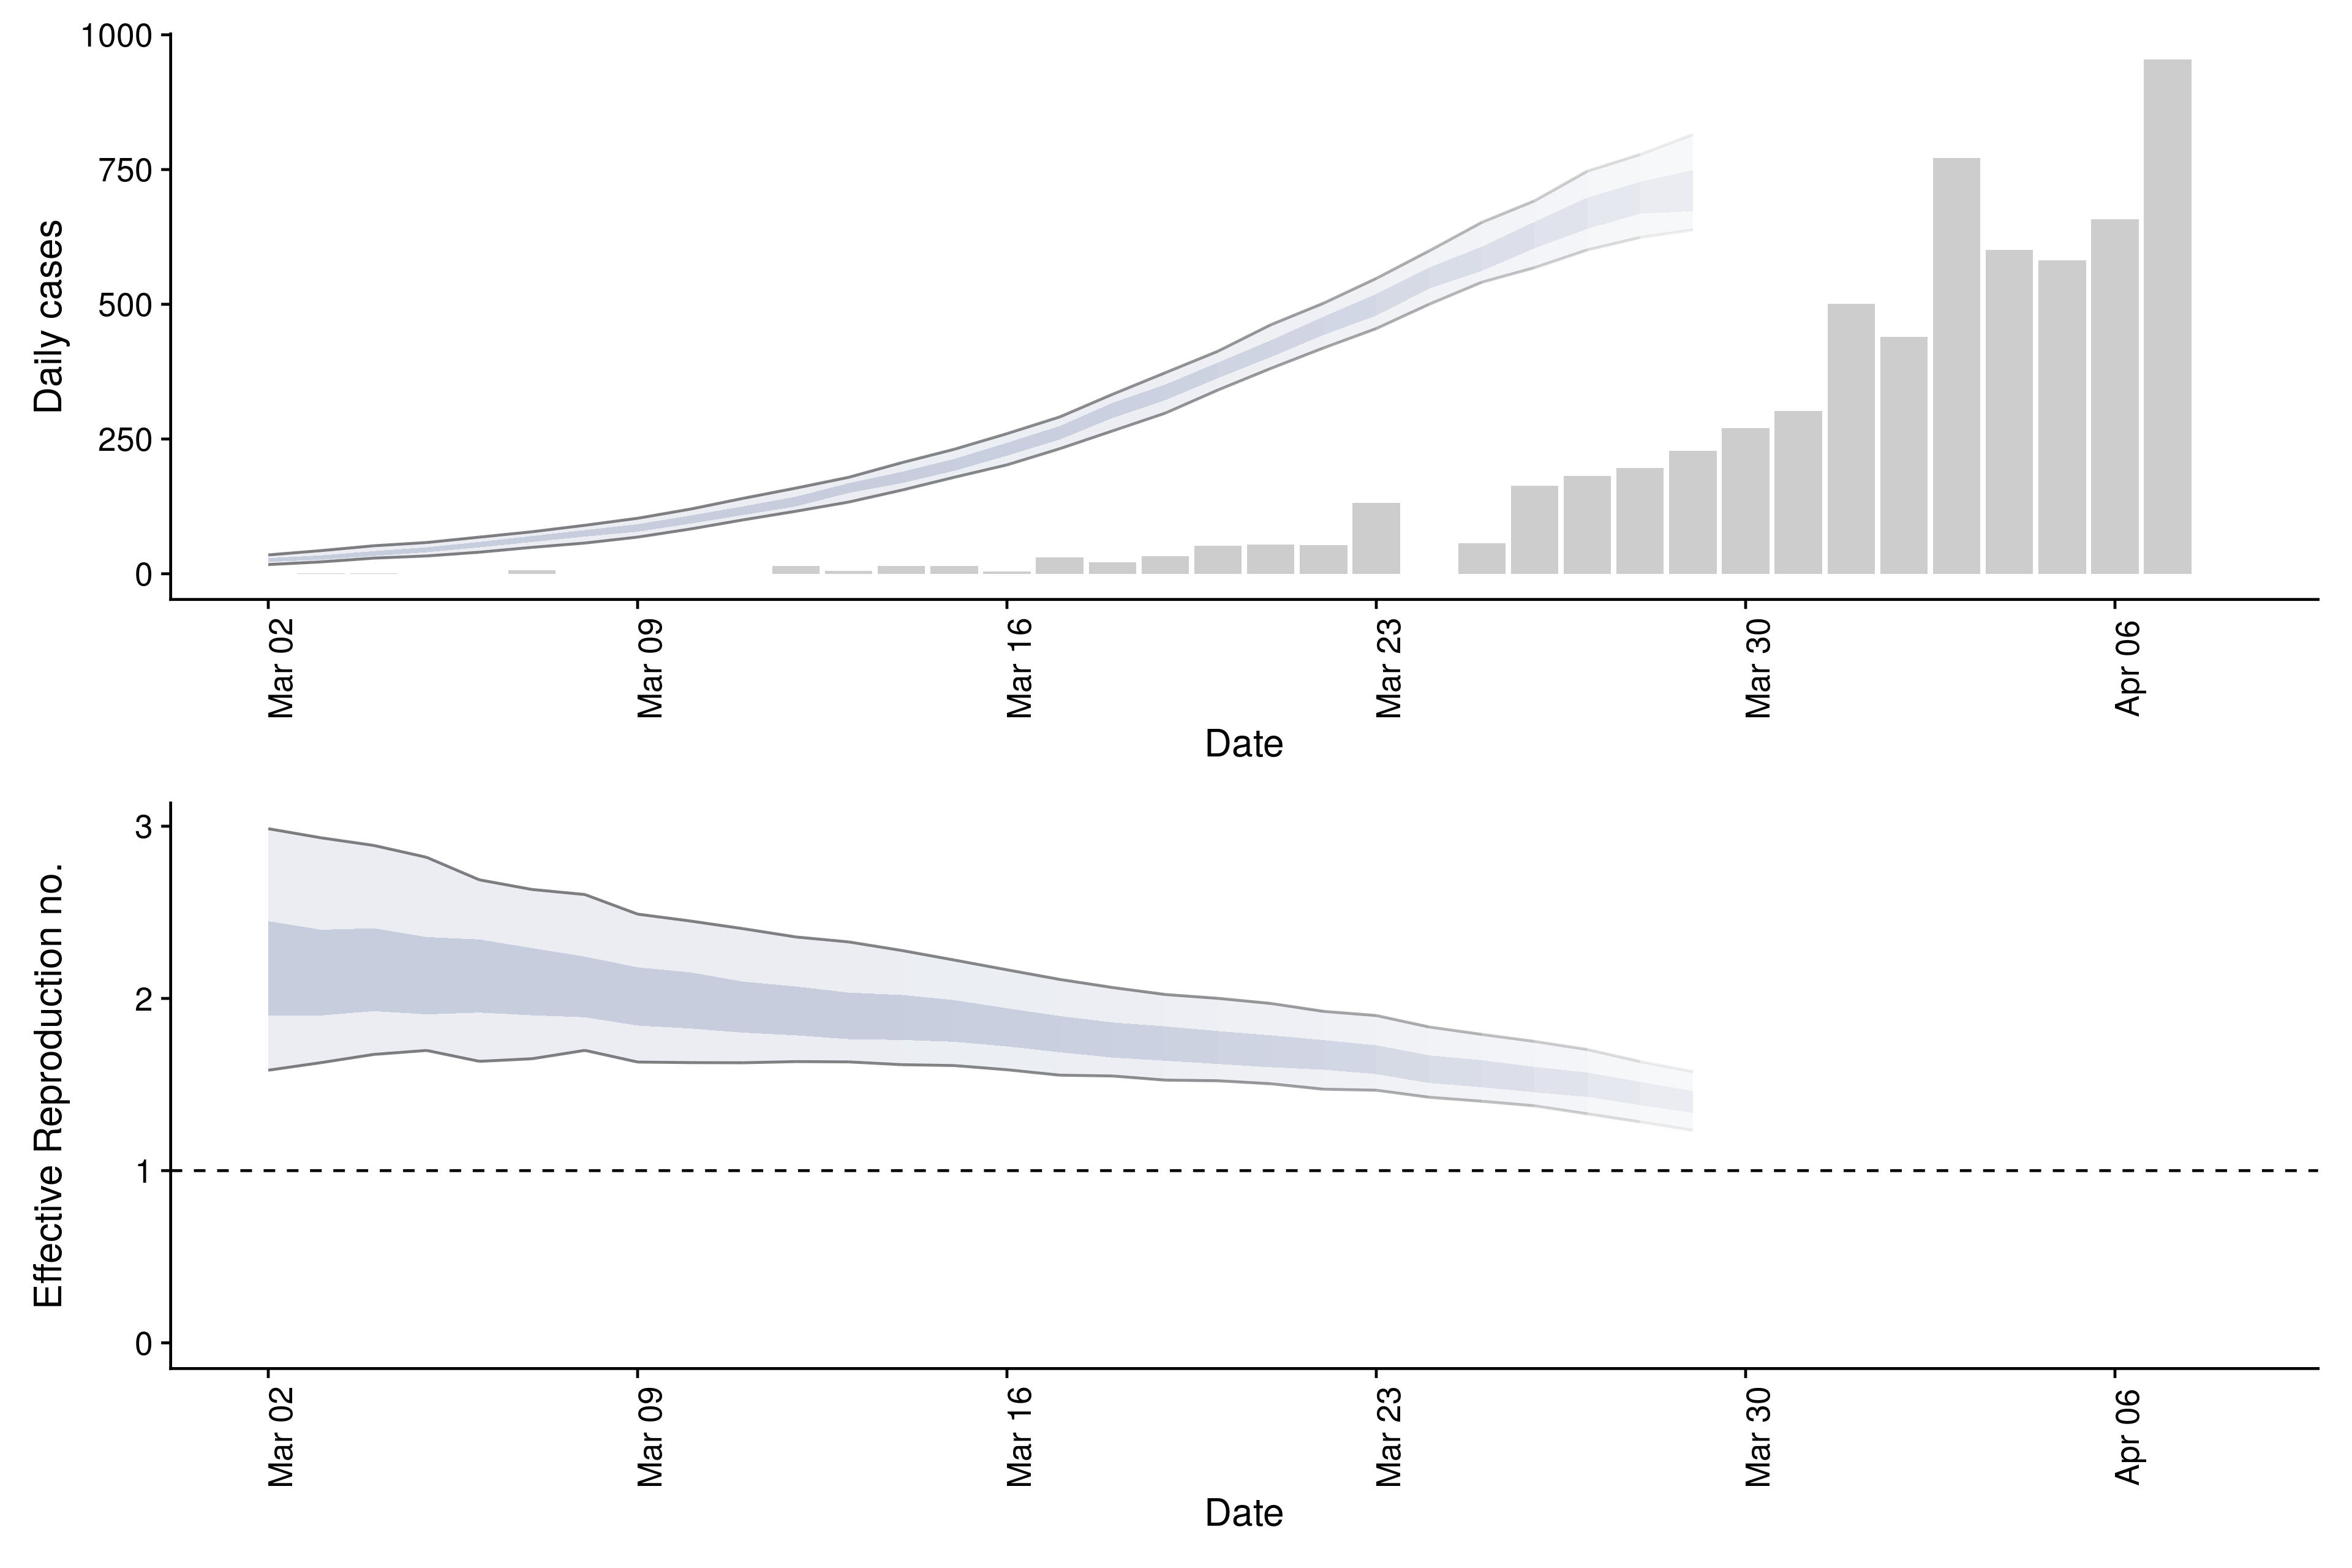 Daily cases
1000
750
500
250
0
Mar 02
Mar 09
Mar 16
Mar 23
Mar 30
Apr 06
Date
Effective Reproduction no.
3
2
1
0
Mar 02
Mar 09
Mar 16
Mar 23
Mar 30
Apr 06
Date